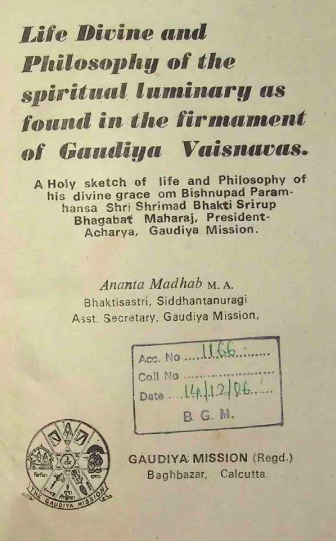 Life Divine and
Philosophy of the
spiritual luminary as
found in the firmament
of Gaudiya Vaisnavas.
A Holy sketch of life and Philosophy of
his divine grace om Bishnupad Param-
hansa Shri Shrimad Bhakti Srirup
Bhagabat Maharaj, President-
Acharya, Gaudiya Mission.
Ananta Madhab M. A.
Bhaktisastri, Siddhantanuragi
Asst. Secretary, Gaudiya Mission,
Acc. No ....1166..........
Coll No ......................
Date ...14/12/06.......
B. G. M.
GAUDIYA MISSION (Regd.)
Baghbazar, Calcutta
THE GAUDIYA MISSION